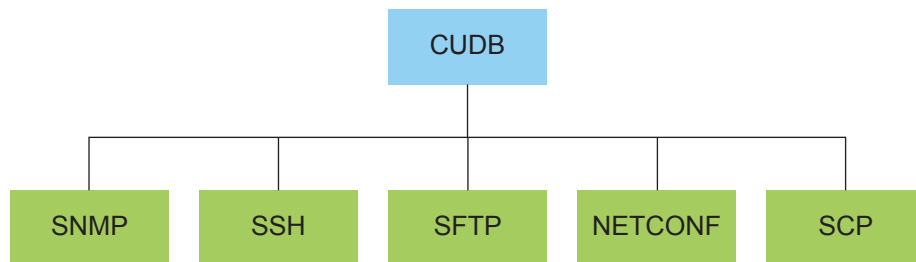 CUDB
SNMP
SSH
SFTP
NETCONF
SCP